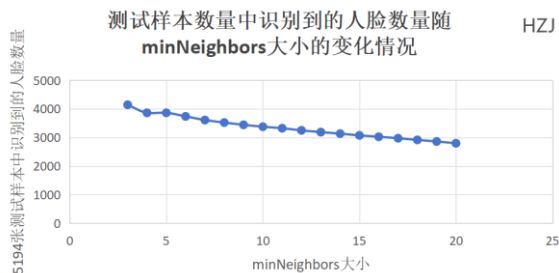 测试样本数量中识别到的人脸数量随
minNeighbors大小的变化情况
HZJ
5194张测试样本中识别到的人脸数量
5000
4000
3000
2000
1000
0
0 5 10 15 20 25
minNeighbors大小